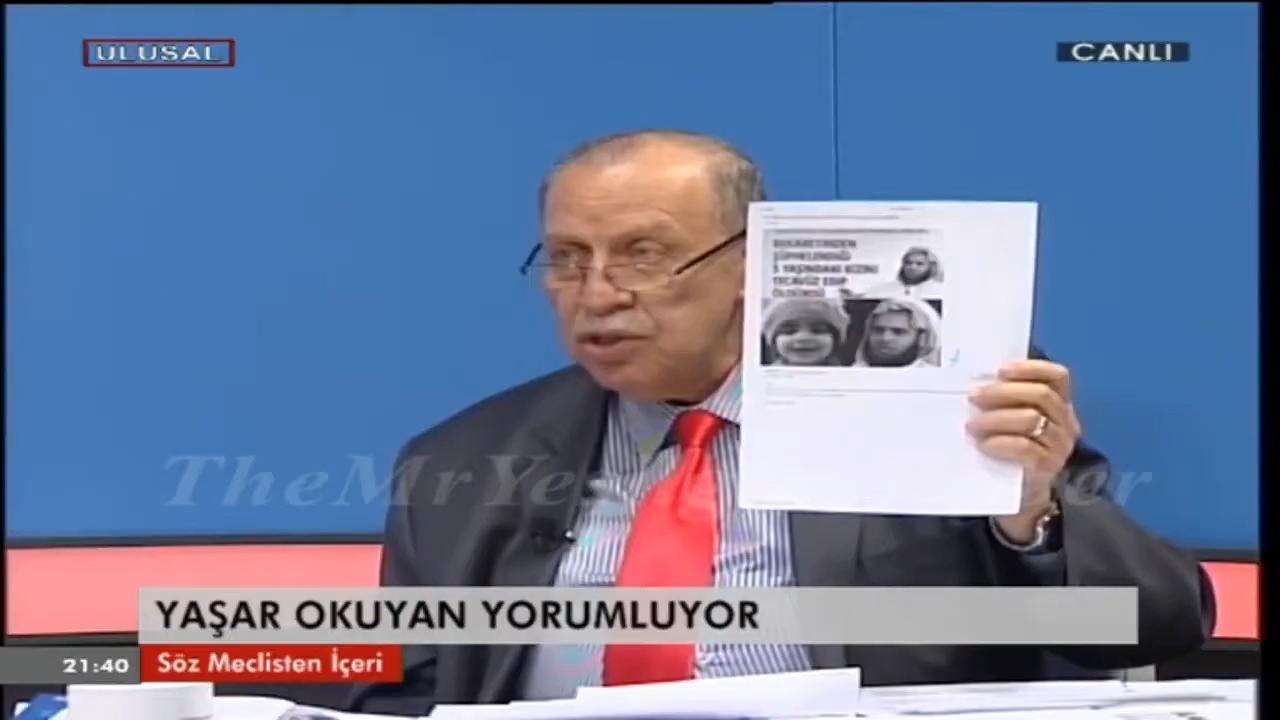 ULUSAL
CANLI
BEKARETİNDEN
ŞÜPHELENDİĞİ
5 YAŞINDAKİ KIZINI
TECAVÜZ EDİP
ÖLDÜRDÜ
YAŞAR OKUYAN YORUMLUYOR
21:40
Söz Meclisten İçeri